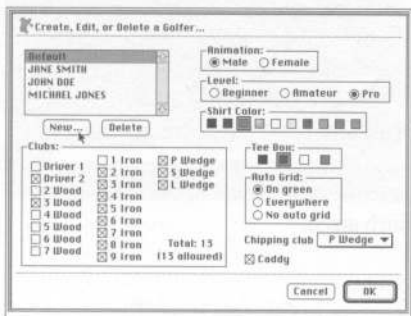 Create, Edit, or Delete a Golfer...
Default
JANE SMITH
JOHN DOE
MICHAEL JONES
New...
Delete
Animation:
Male
Female
Level:
Beginner
Amateur
Pro
Shirt Color:
Clubs:
Driver 1
Driver 2
2 Wood
3 Wood
4 Wood
5 Wood
6 Wood
7 Wood
1 Iron
2 Iron
3 Iron
4 Iron
5 Iron
6 Iron
7 Iron
8 Iron
9 Iron
P Wedge
S Wedge
L Wedge
Total: 13
(13 allowed)
Tee Box:
Auto Grid:
On green
Everywhere
No auto grid
Chipping club
P Wedge
Caddy
Cancel
OK